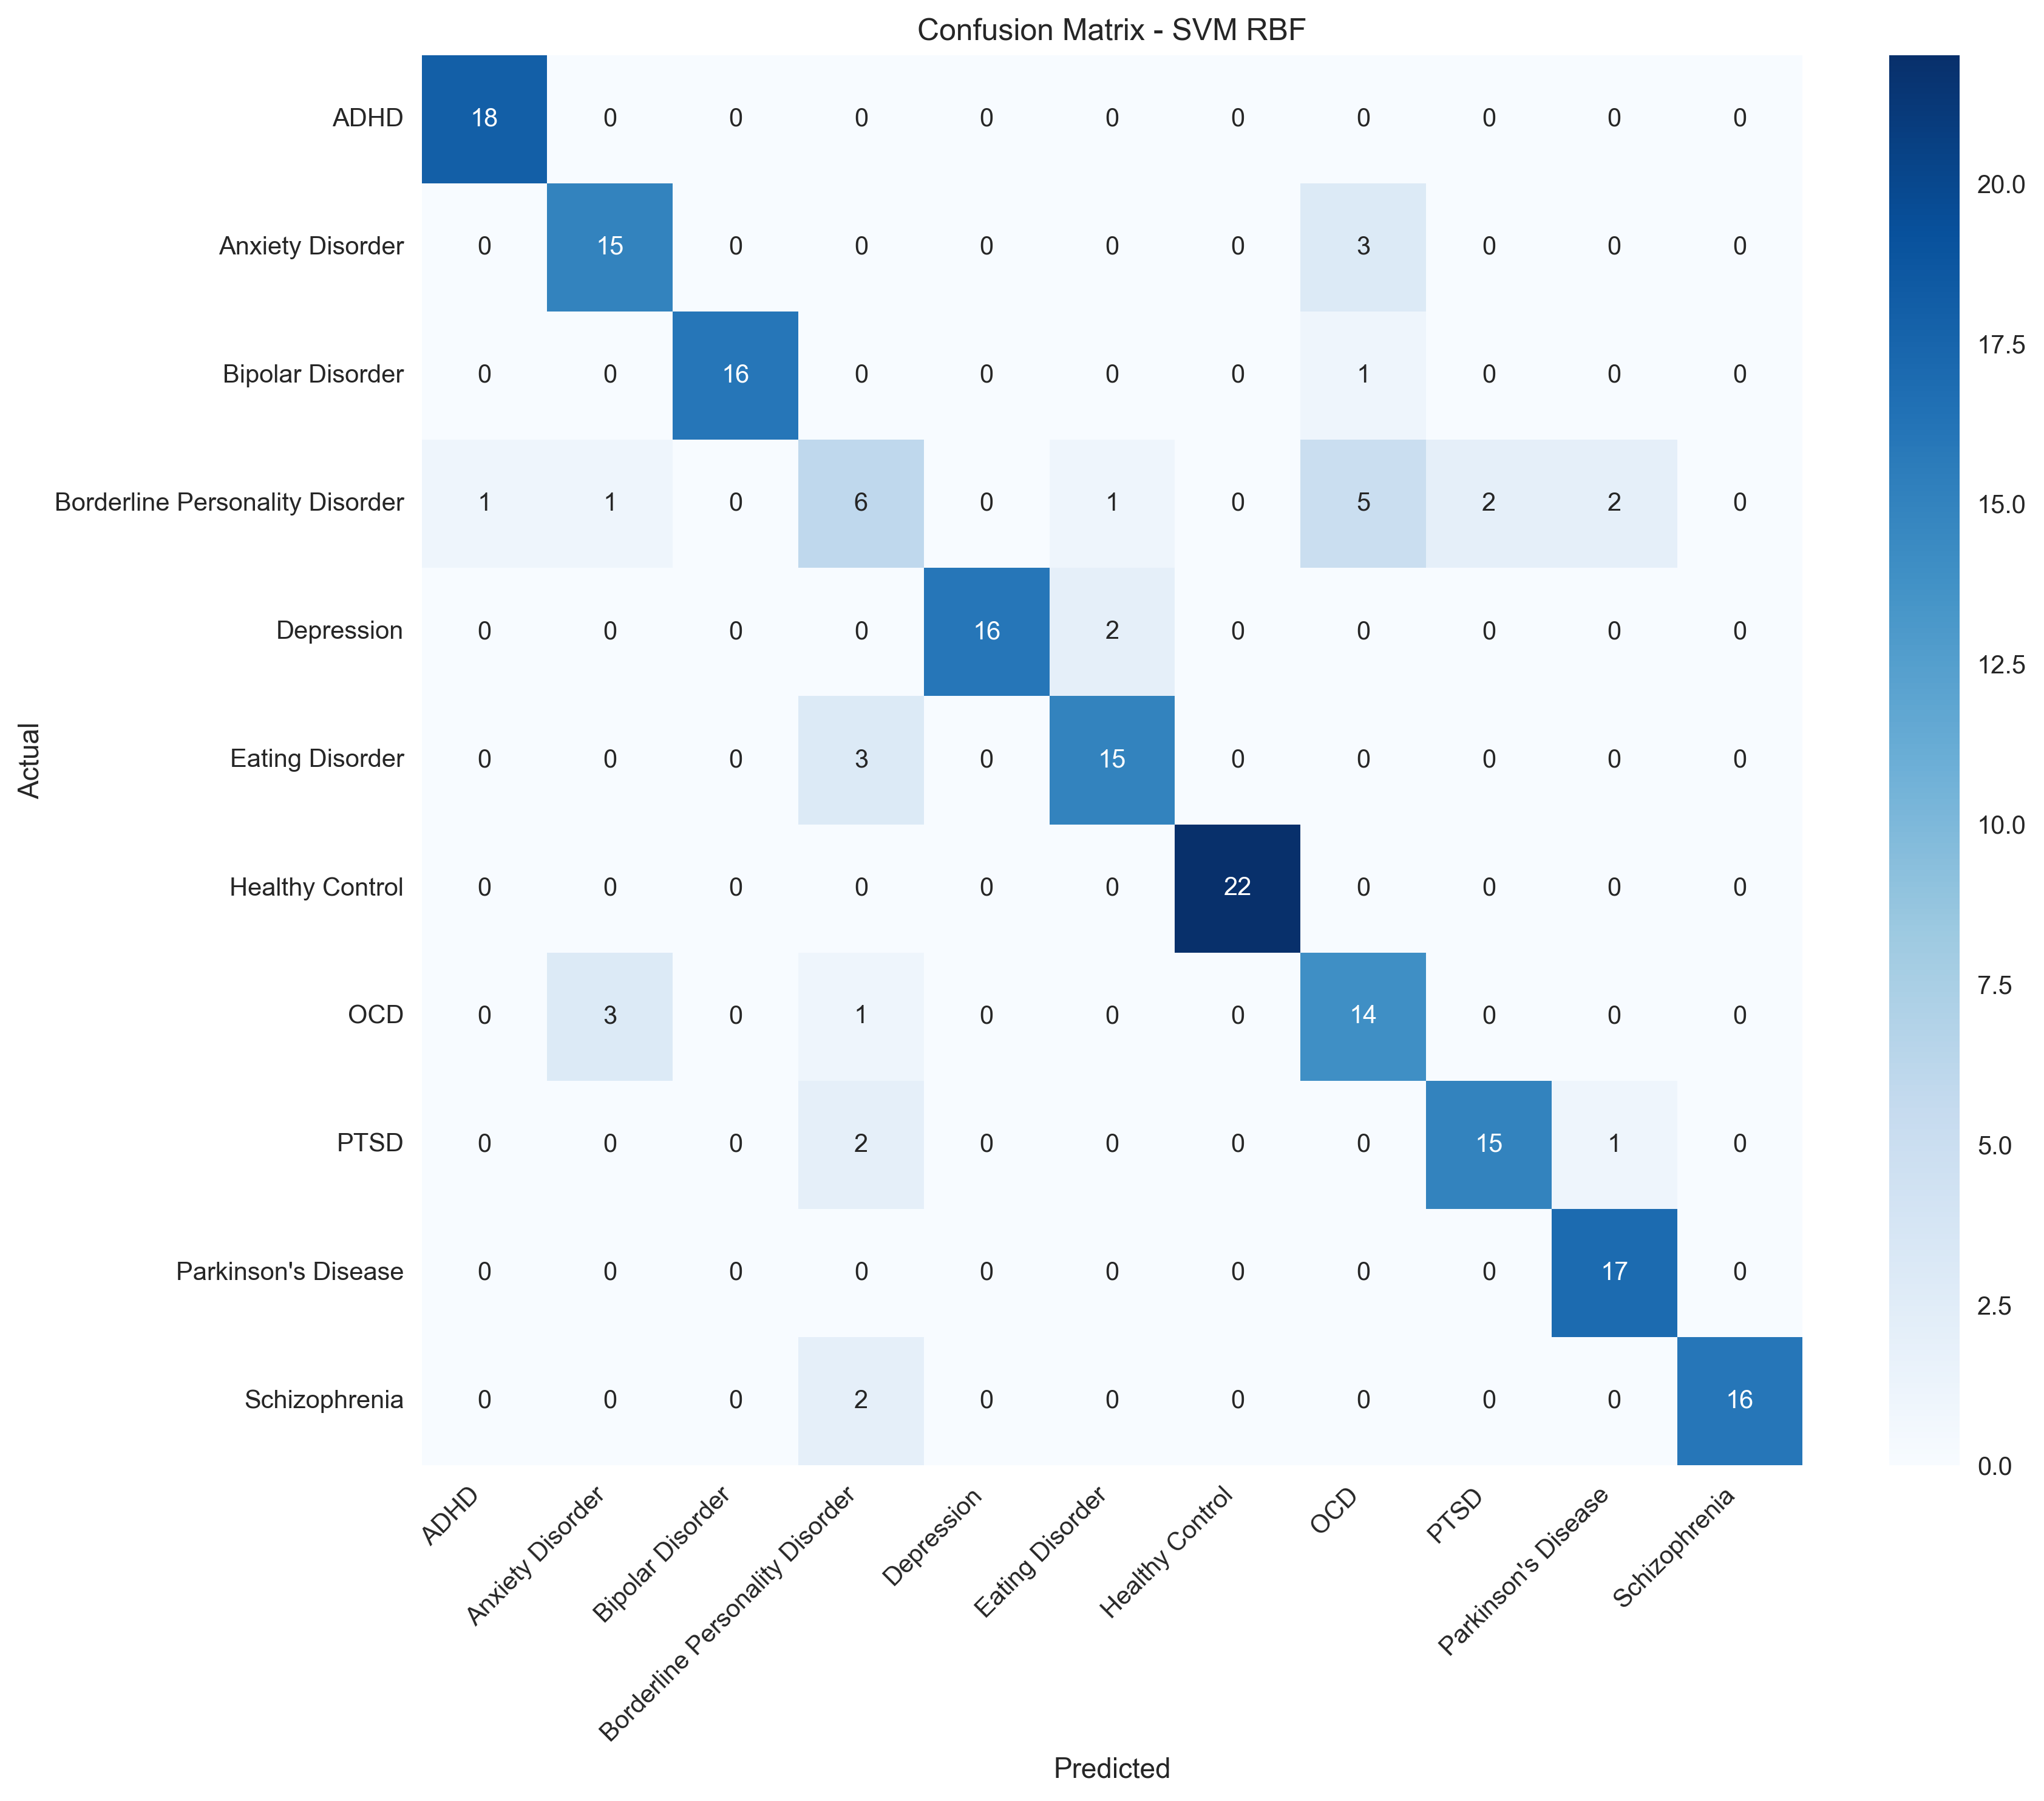 Confusion Matrix - SVM RBF
ADHD 18 0 0 0 0 0 0 0 0 0 0
Anxiety Disorder 0 15 0 0 0 0 0 3 0 0 0
Bipolar Disorder 0 0 16 0 0 0 0 1 0 0 0
Borderline Personality Disorder 1 1 0 6 0 1 0 5 2 2 0
Depression 0 0 0 0 16 2 0 0 0 0 0
Eating Disorder 0 0 0 3 0 15 0 0 0 0 0
Healthy Control 0 0 0 0 0 0 22 0 0 0 0
OCD 0 3 0 1 0 0 0 14 0 0 0
PTSD 0 0 0 2 0 0 0 0 15 1 0
Parkinson's Disease 0 0 0 0 0 0 0 0 0 17 0
Schizophrenia 0 0 0 2 0 0 0 0 0 0 16
Actual
ADHD
Anxiety Disorder
Bipolar Disorder
Borderline Personality Disorder
Depression
Eating Disorder
Healthy Control
OCD
PTSD
Parkinson's Disease
Schizophrenia
Predicted
20.0
17.5
15.0
12.5
10.0
7.5
5.0
2.5
0.0